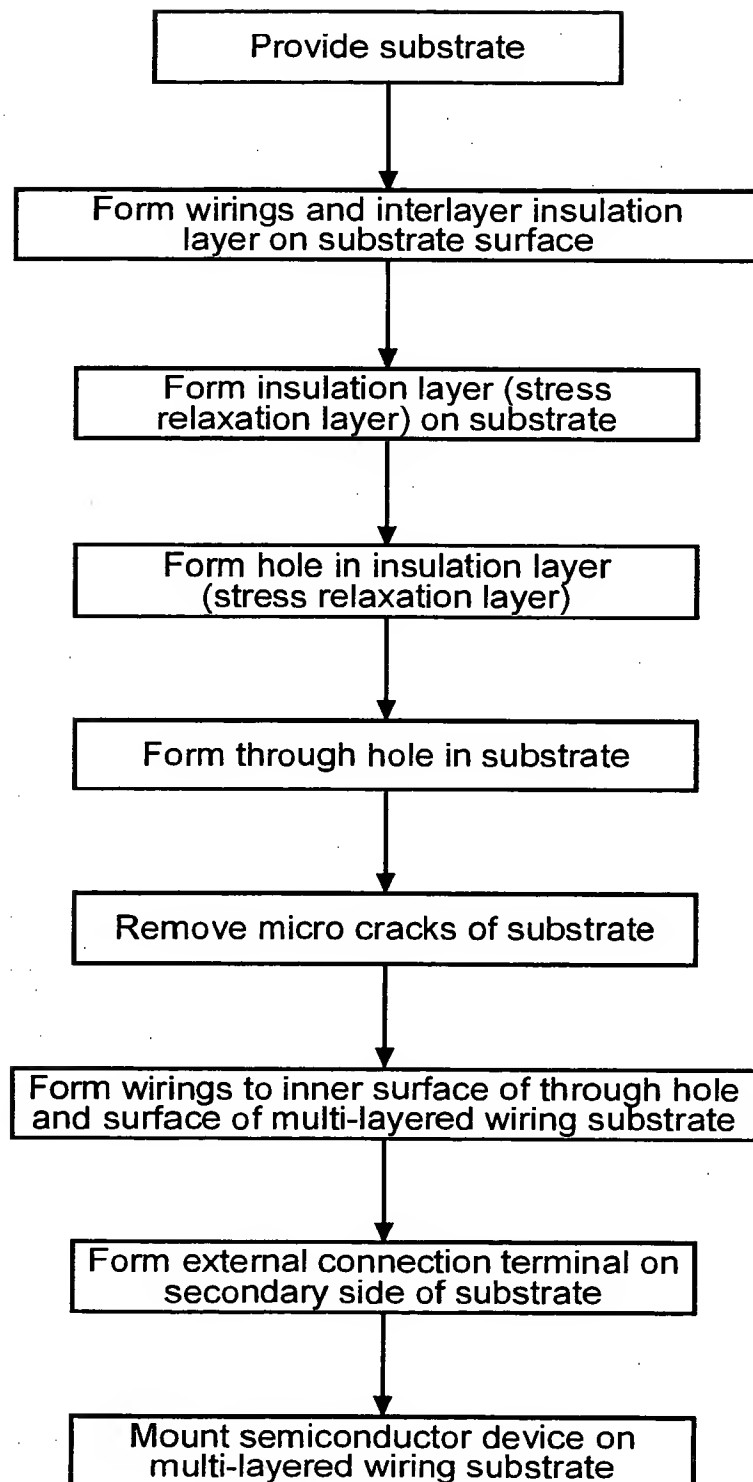 Provide substrate
Form wirings and interlayer insulation
layer on substrate surface
Form insulation layer (stress
relaxation layer) on substrate
Form hole in insulation layer
(stress relaxation layer)
Form through hole in substrate
Remove micro cracks of substrate
Form wirings to inner surface of through hole
and surface of multi-layered wiring substrate
Form external connection terminal on
secondary side of substrate
Mount semiconductor device on
multi-layered wiring substrate